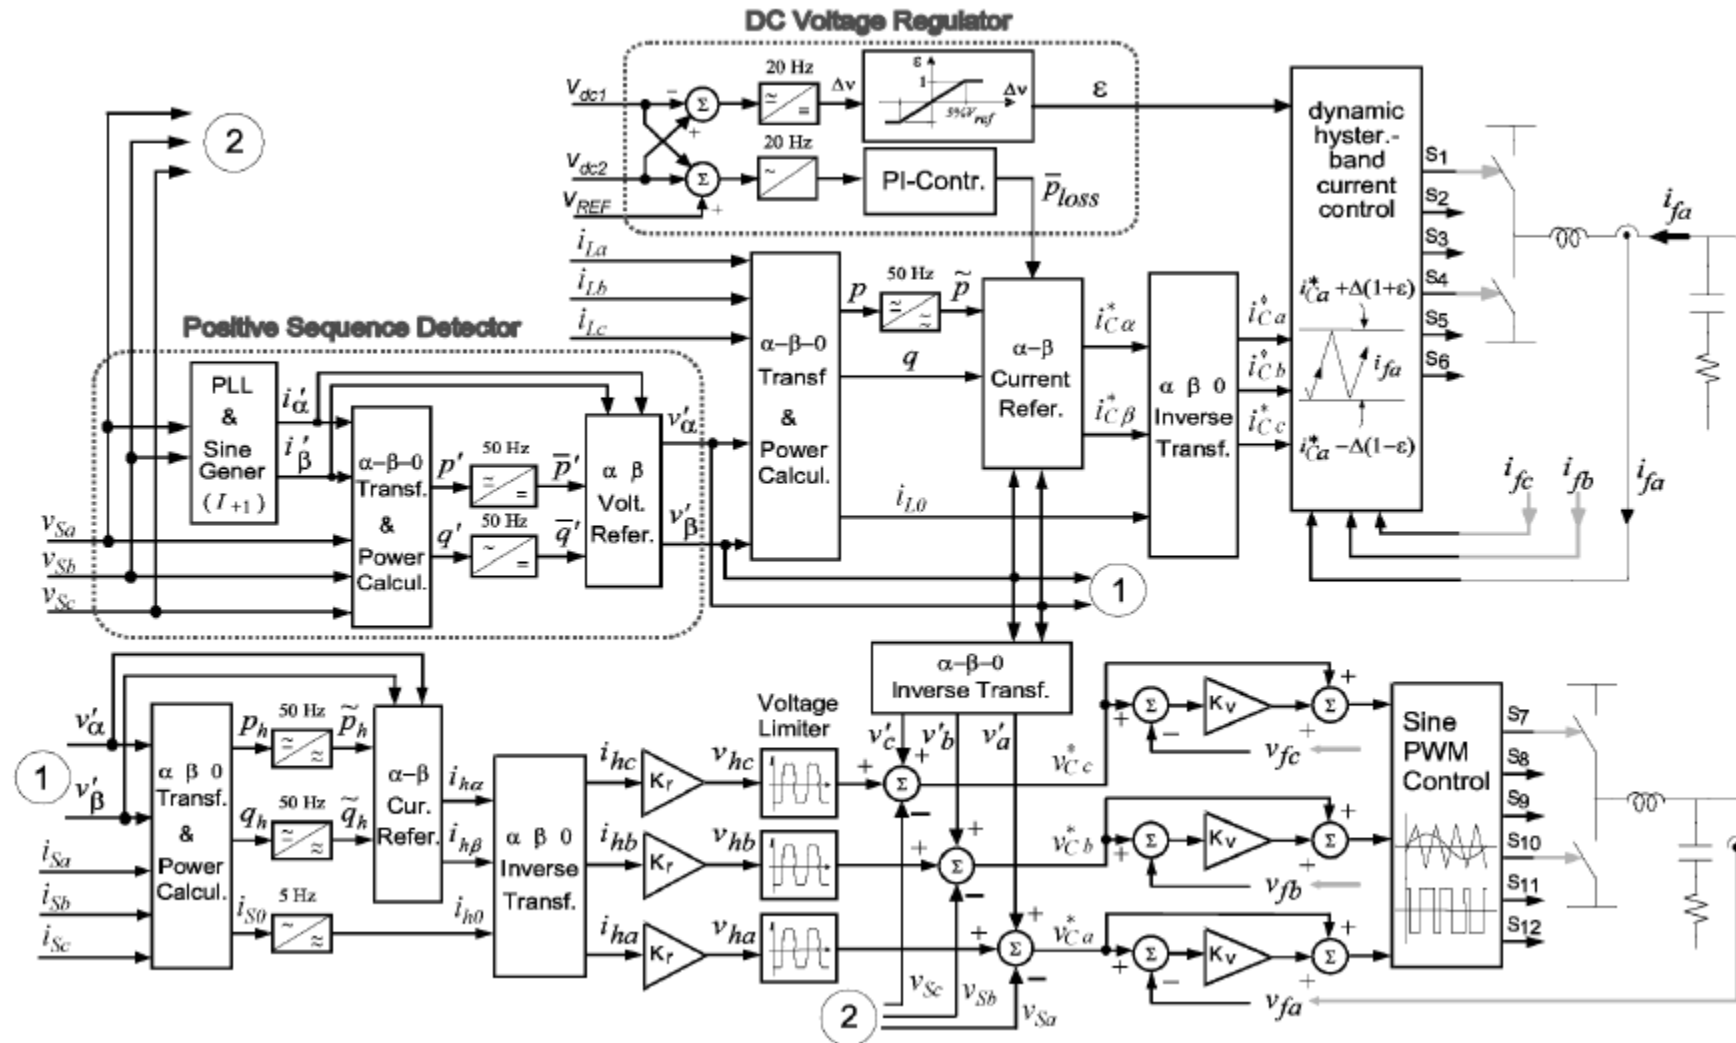 DC Voltage Regulator
V_dc1
V_dc2
V_REF
20 Hz
Δν
ε
1
5%V_ref
Δν
ε
20 Hz
PI-Contr.
p̄_loss
dynamic
hyster.-
band
current
control
i*_Ca +Δ(1+ε)
i_fa
i*_Ca −Δ(1−ε)
S1
S2
S3
S4
S5
S6
i_fa
i_fc
i_fb
i_fa
2
i_La
i_Lb
i_Lc
α−β−0
Transf
&
Power
Calcul.
p
50 Hz
p̃
q
i_L0
α−β
Current
Refer.
i*_Cα
i*_Cβ
α β 0
Inverse
Transf.
i*_Ca
i*_Cb
i*_Cc
Positive Sequence Detector
PLL
&
Sine
Gener
(I+1)
i'_α
i'_β
v_Sa
v_Sb
v_Sc
α−β−0
Transf.
&
Power
Calcul.
p'
50 Hz
p̄'
q'
50 Hz
q̄'
α β
Volt.
Refer.
v'_α
v'_β
1
α−β−0
Inverse Transf.
v'_c
v'_b
v'_a
1
v'_α
v'_β
i_Sa
i_Sb
i_Sc
α β 0
Transf.
&
Power
Calcul.
p_h
50 Hz
p̃_h
q_h
50 Hz
q̃_h
i_S0
5 Hz
α−β
Cur.
Refer.
i_hα
i_hβ
i_h0
α β 0
Inverse
Transf.
i_hc
K_r
v_hc
i_hb
K_r
v_hb
i_ha
K_r
v_ha
Voltage
Limiter
2
v_Sc
v_Sb
v_Sa
v*_Cc
K_v
v_fc
v*_Cb
K_v
v_fb
v*_Ca
K_v
v_fa
Sine
PWM
Control
S7
S8
S9
S10
S11
S12